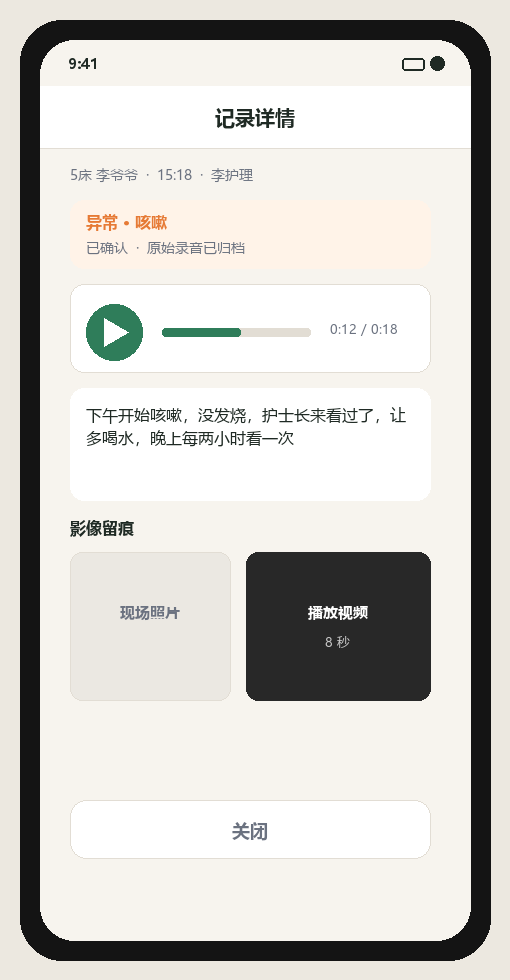 9:41
记录详情
5床 李爷爷 · 15:18 · 李护理
异常 • 咳嗽
已确认 · 原始录音已归档
0:12 / 0:18
下午开始咳嗽，没发烧，护士长来看过了，让
多喝水，晚上每两小时看一次
影像留痕
现场照片
播放视频
8 秒
关闭